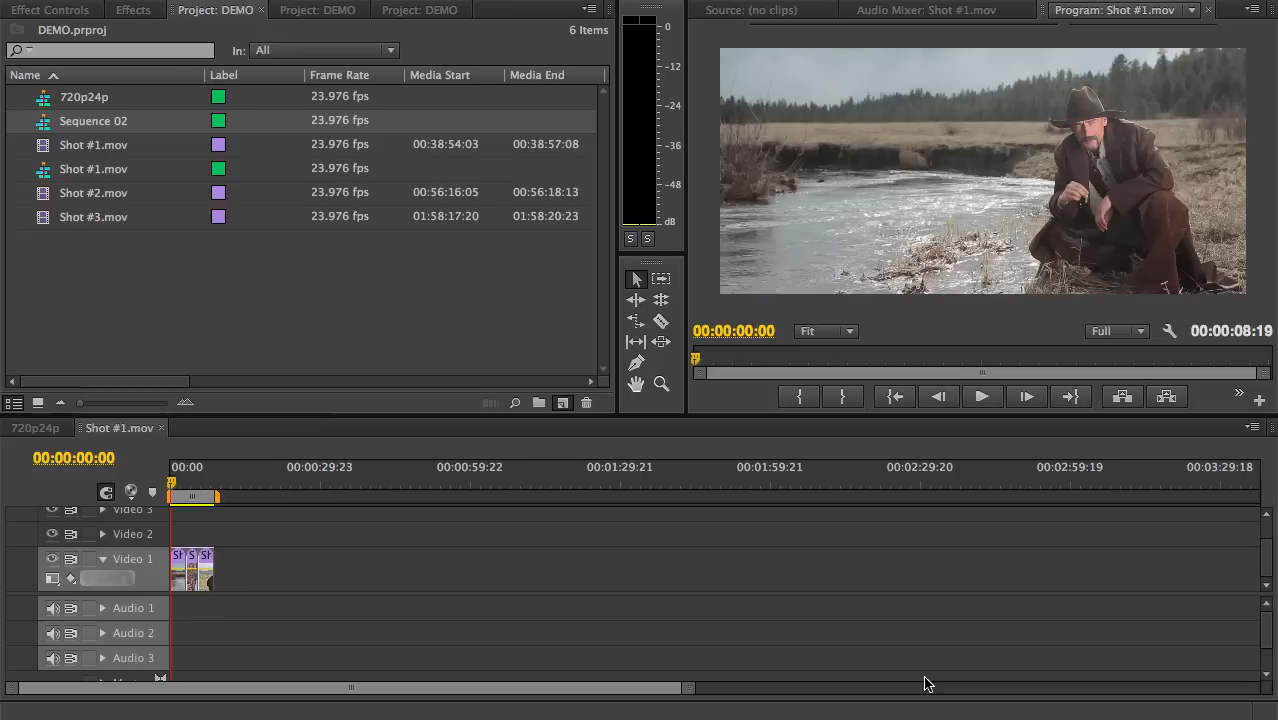 Effect Controls Effects Project: DEMO × Project: DEMO Project: DEMO
DEMO.prproj 6 Items
In: All
Name Label Frame Rate Media Start Media End
720p24p 23.976 fps
Sequence 02 23.976 fps
Shot #1.mov 23.976 fps 00:38:54:03 00:38:57:08
Shot #1.mov 23.976 fps
Shot #2.mov 23.976 fps 00:56:16:05 00:56:18:13
Shot #3.mov 23.976 fps 01:58:17:20 01:58:20:23
0
-12
-24
-36
-48
dB
S S
Source: (no clips) Audio Mixer: Shot #1.mov Program: Shot #1.mov ×
00:00:00:00 Fit Full 00:00:08:19
720p24p Shot #1.mov ×
00:00:00:00
00:00 00:00:29:23 00:00:59:22 00:01:29:21 00:01:59:21 00:02:29:20 00:02:59:19 00:03:29:18
Video 3
Video 2
Video 1 Sh S Sh
Audio 1
Audio 2
Audio 3